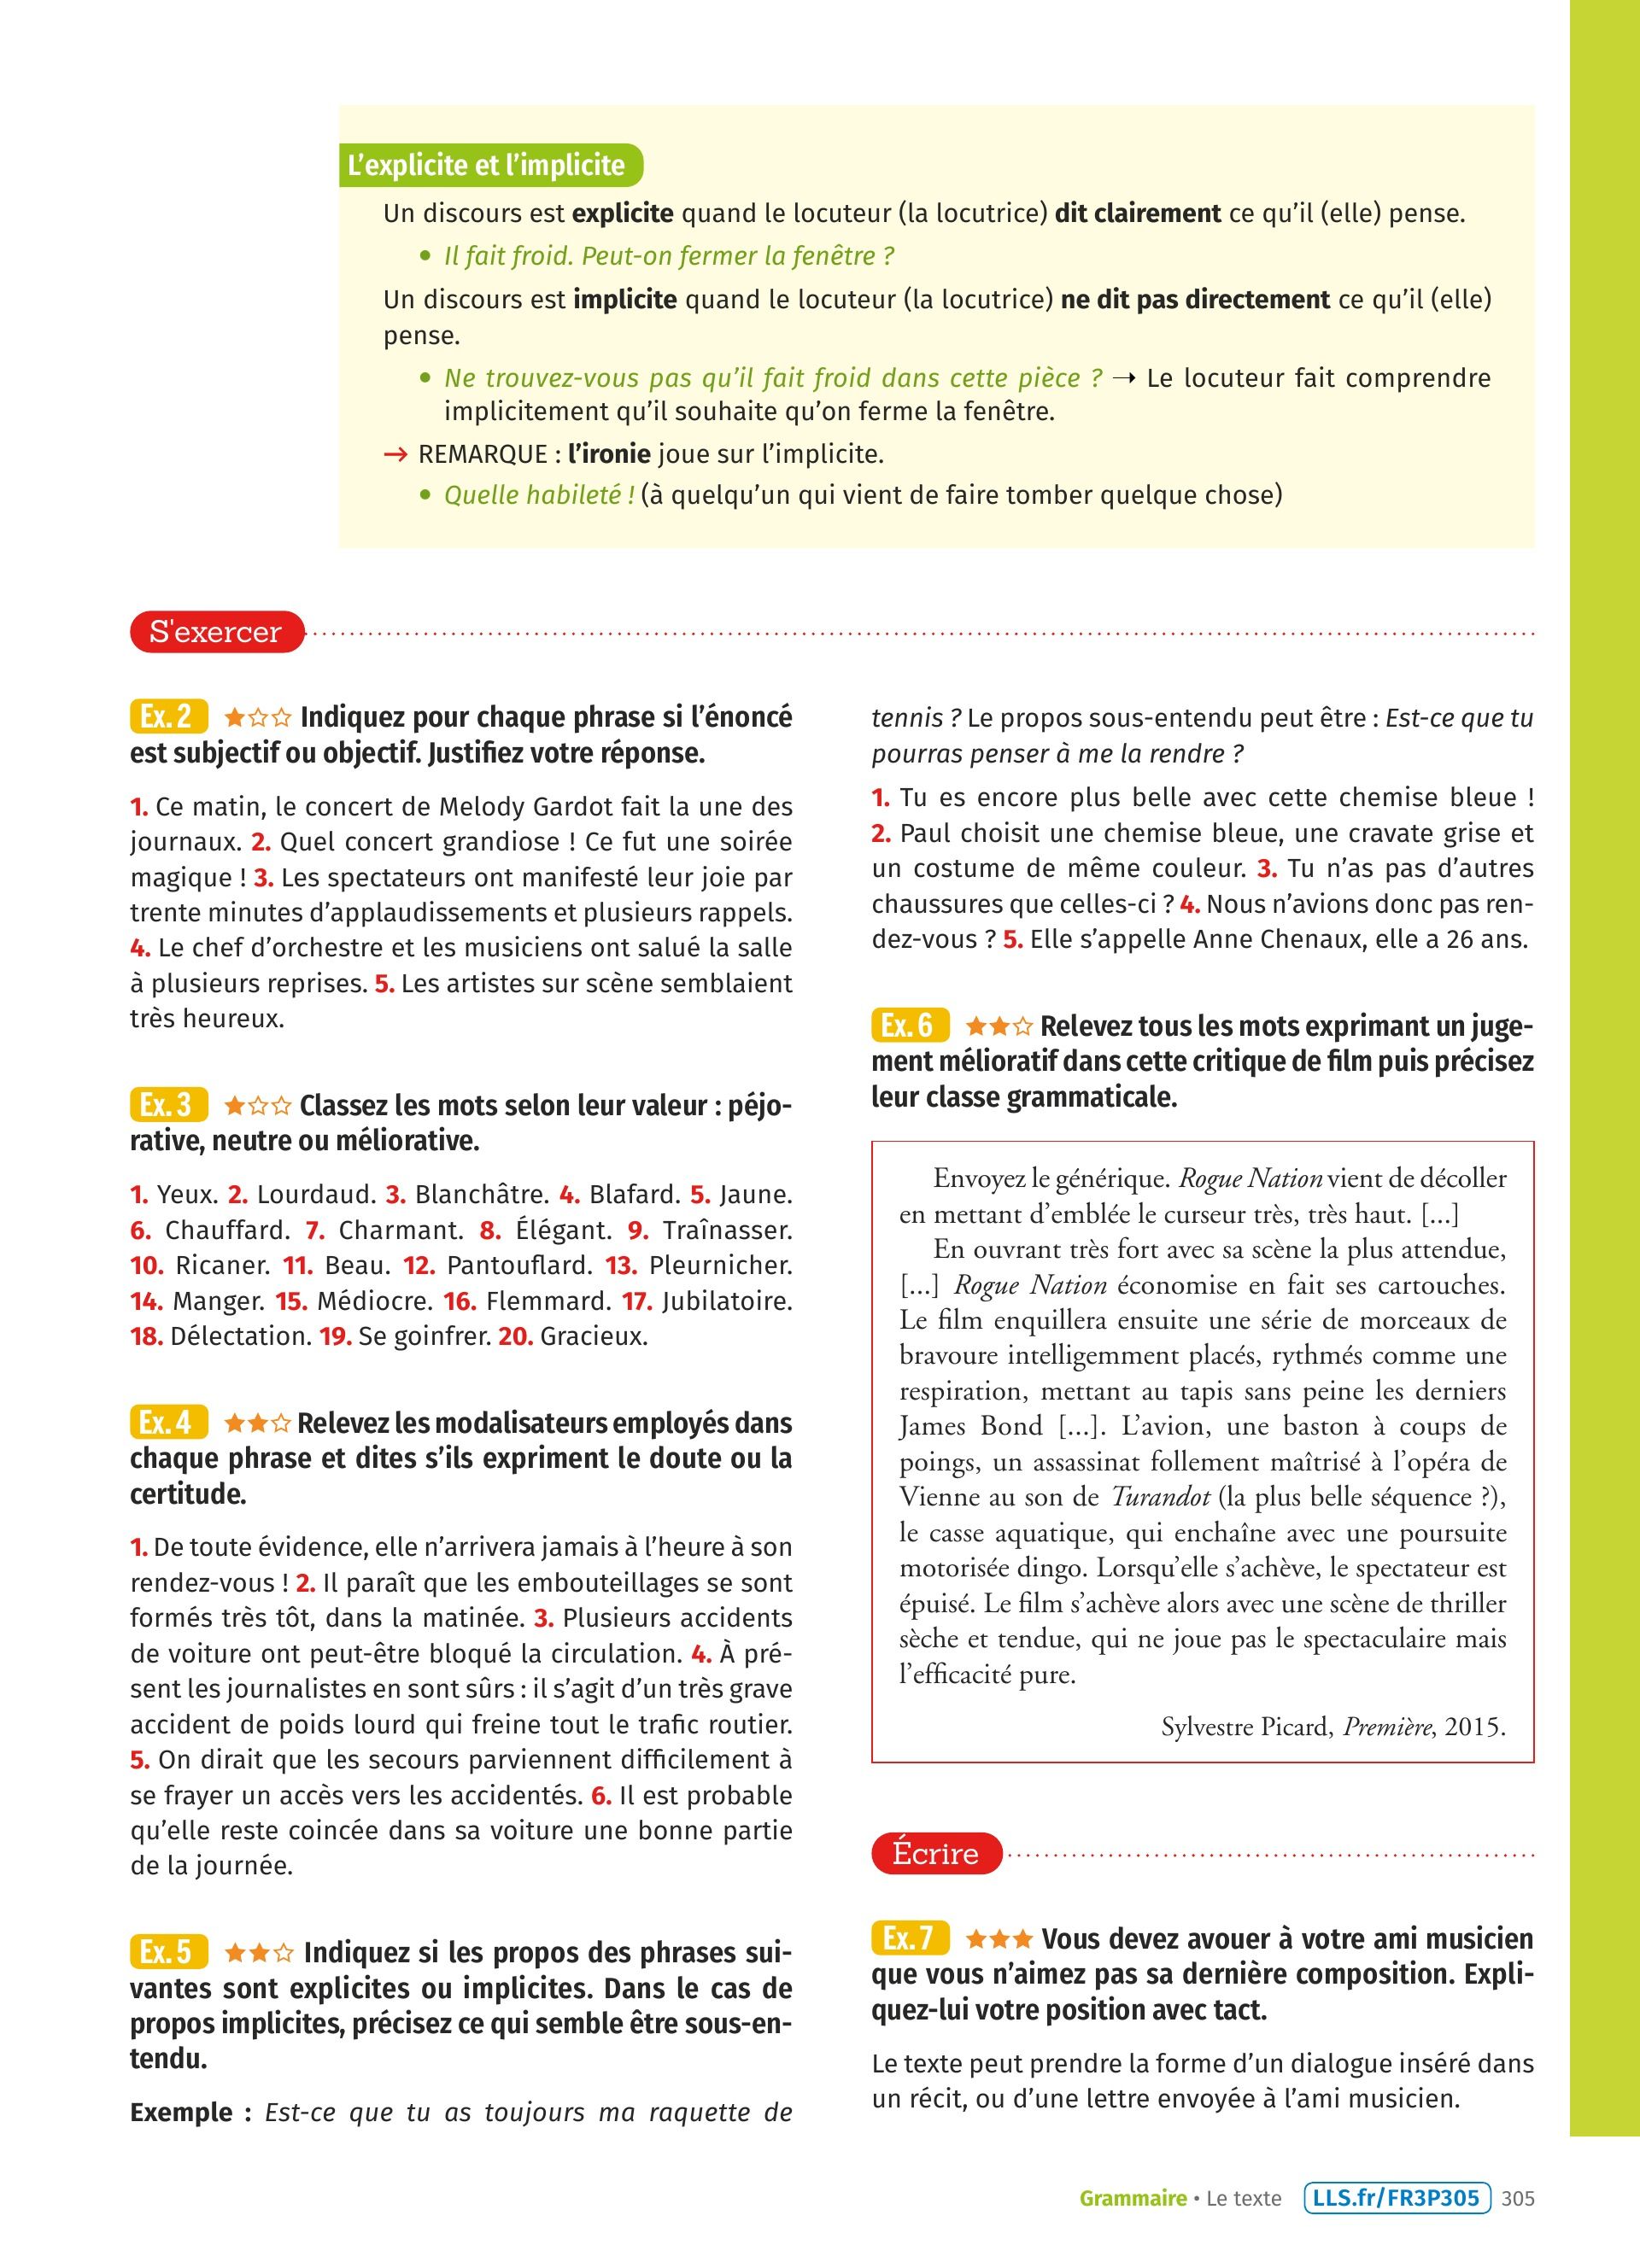 L'explicite et l'implicite
Un discours est explicite quand le locuteur (la locutrice) dit clairement ce qu'il (elle) pense.
• Il fait froid. Peut-on fermer la fenêtre ?
Un discours est implicite quand le locuteur (la locutrice) ne dit pas directement ce qu'il (elle)
pense.
• Ne trouvez-vous pas qu'il fait froid dans cette pièce ? → Le locuteur fait comprendre
implicitement qu'il souhaite qu'on ferme la fenêtre.
→ REMARQUE : l'ironie joue sur l'implicite.
• Quelle habileté ! (à quelqu'un qui vient de faire tomber quelque chose)
S'exercer
Ex. 2 ★☆☆ Indiquez pour chaque phrase si l'énoncé
est subjectif ou objectif. Justifiez votre réponse.
1. Ce matin, le concert de Melody Gardot fait la une des
journaux. 2. Quel concert grandiose ! Ce fut une soirée
magique ! 3. Les spectateurs ont manifesté leur joie par
trente minutes d'applaudissements et plusieurs rappels.
4. Le chef d'orchestre et les musiciens ont salué la salle
à plusieurs reprises. 5. Les artistes sur scène semblaient
très heureux.
Ex. 3 ★☆☆ Classez les mots selon leur valeur : péjo-
rative, neutre ou méliorative.
1. Yeux. 2. Lourdaud. 3. Blanchâtre. 4. Blafard. 5. Jaune.
6. Chauffard. 7. Charmant. 8. Élégant. 9. Traînasser.
10. Ricaner. 11. Beau. 12. Pantouflard. 13. Pleurnicher.
14. Manger. 15. Médiocre. 16. Flemmard. 17. Jubilatoire.
18. Délectation. 19. Se goinfrer. 20. Gracieux.
Ex. 4 ★★☆ Relevez les modalisateurs employés dans
chaque phrase et dites s'ils expriment le doute ou la
certitude.
1. De toute évidence, elle n'arrivera jamais à l'heure à son
rendez-vous ! 2. Il paraît que les embouteillages se sont
formés très tôt, dans la matinée. 3. Plusieurs accidents
de voiture ont peut-être bloqué la circulation. 4. À pré-
sent les journalistes en sont sûrs : il s'agit d'un très grave
accident de poids lourd qui freine tout le trafic routier.
5. On dirait que les secours parviennent difficilement à
se frayer un accès vers les accidentés. 6. Il est probable
qu'elle reste coincée dans sa voiture une bonne partie
de la journée.
Ex. 5 ★★☆ Indiquez si les propos des phrases sui-
vantes sont explicites ou implicites. Dans le cas de
propos implicites, précisez ce qui semble être sous-en-
tendu.
Exemple : Est-ce que tu as toujours ma raquette de
tennis ? Le propos sous-entendu peut être : Est-ce que tu
pourras penser à me la rendre ?
1. Tu es encore plus belle avec cette chemise bleue !
2. Paul choisit une chemise bleue, une cravate grise et
un costume de même couleur. 3. Tu n'as pas d'autres
chaussures que celles-ci ? 4. Nous n'avions donc pas ren-
dez-vous ? 5. Elle s'appelle Anne Chenaux, elle a 26 ans.
Ex. 6 ★★☆ Relevez tous les mots exprimant un juge-
ment mélioratif dans cette critique de film puis précisez
leur classe grammaticale.
Envoyez le générique. Rogue Nation vient de décoller
en mettant d'emblée le curseur très, très haut. [...]
En ouvrant très fort avec sa scène la plus attendue,
[...] Rogue Nation économise en fait ses cartouches.
Le film enquillera ensuite une série de morceaux de
bravoure intelligemment placés, rythmés comme une
respiration, mettant au tapis sans peine les derniers
James Bond [...]. L'avion, une baston à coups de
poings, un assassinat follement maîtrisé à l'opéra de
Vienne au son de Turandot (la plus belle séquence ?),
le casse aquatique, qui enchaîne avec une poursuite
motorisée dingo. Lorsqu'elle s'achève, le spectateur est
épuisé. Le film s'achève alors avec une scène de thriller
sèche et tendue, qui ne joue pas le spectaculaire mais
l'efficacité pure.
Sylvestre Picard, Première, 2015.
Écrire
Ex. 7 ★★★ Vous devez avouer à votre ami musicien
que vous n'aimez pas sa dernière composition. Expli-
quez-lui votre position avec tact.
Le texte peut prendre la forme d'un dialogue inséré dans
un récit, ou d'une lettre envoyée à l'ami musicien.
Grammaire • Le texte LLS.fr/FR3P305 305